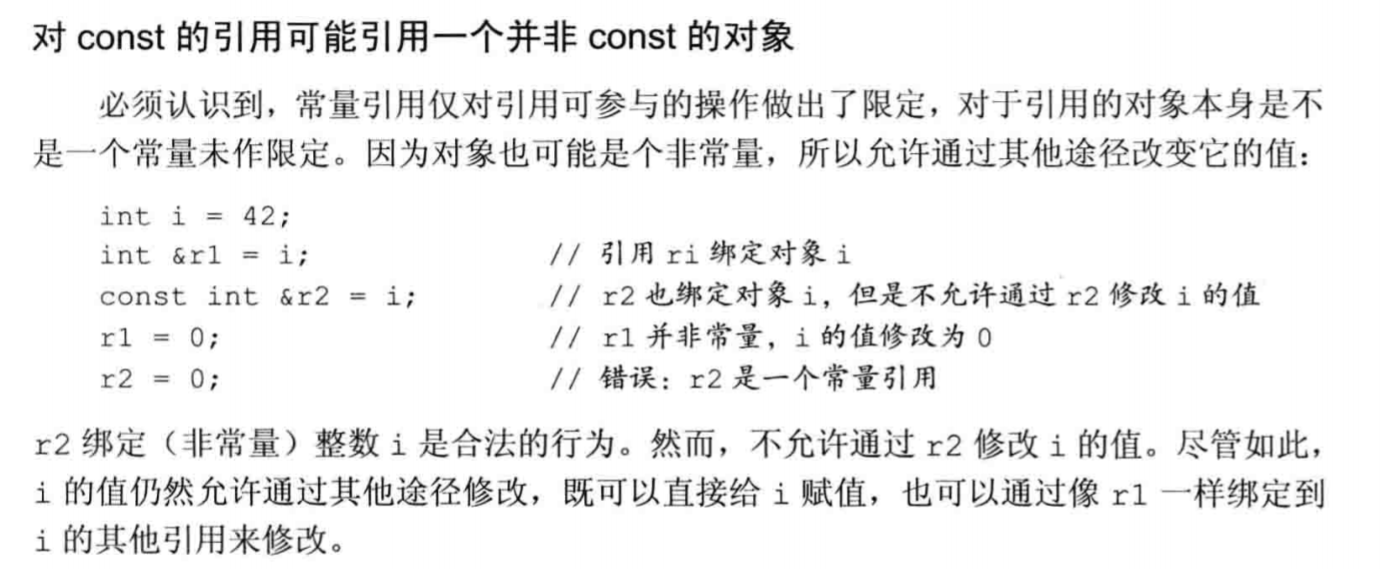 对 const 的引用可能引用一个并非 const 的对象
必须认识到，常量引用仅对引用可参与的操作做出了限定，对于引用的对象本身是不
是一个常量未作限定。因为对象也可能是个非常量，所以允许通过其他途径改变它的值：
int i = 42;
int &r1 = i; // 引用 ri 绑定对象 i
const int &r2 = i; // r2 也绑定对象 i，但是不允许通过 r2 修改 i 的值
r1 = 0; // r1 并非常量，i 的值修改为 0
r2 = 0; // 错误：r2 是一个常量引用
r2 绑定（非常量）整数 i 是合法的行为。然而，不允许通过 r2 修改 i 的值。尽管如此，
i 的值仍然允许通过其他途径修改，既可以直接给 i 赋值，也可以通过像 r1 一样绑定到
i 的其他引用来修改。